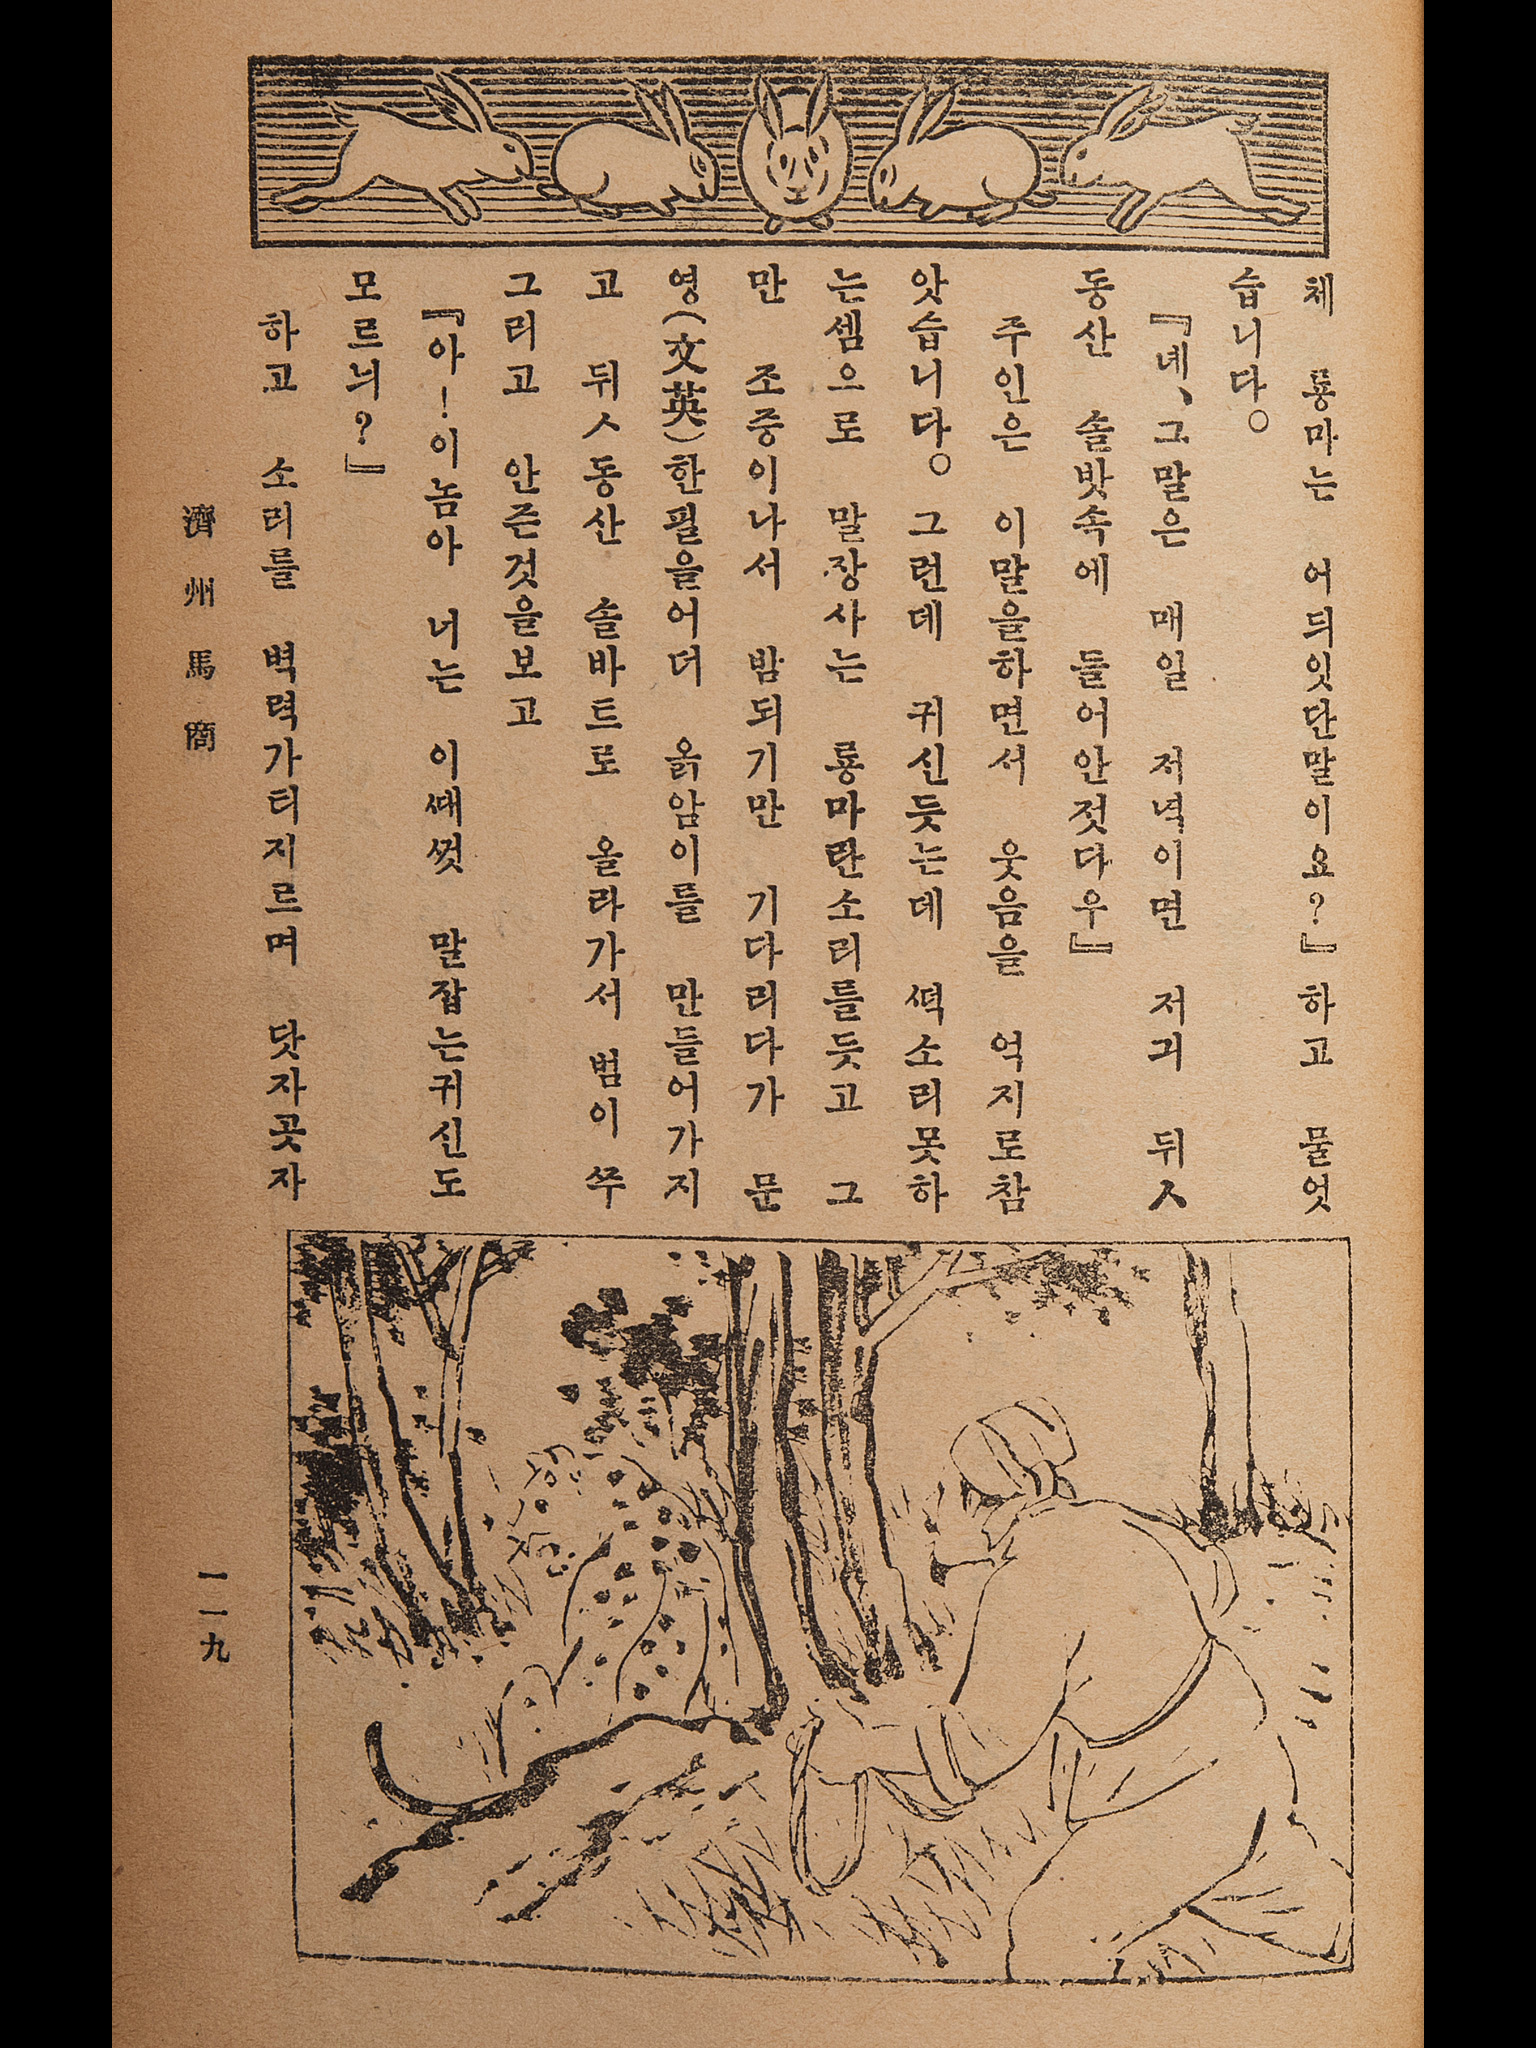 체 룡마는 어듸잇단말이요?』하고 물엇
습니다。
『녜、그말은 매일 저녁이면 저긔 뒤ㅅ
동산 솔밧속에 들어안젓다우』
주인은 이말을하면서 웃음을 억지로참
앗습니다。 그런데 귀신듯는데 떡소리못하
는셈으로 말장사는 룡마란소리를듯고 그
만 조중이나서 밤되기만 기다리다가 문
영(文英)한필을어더 옭암이를 만들어가지
고 뒤ㅅ동산 솔바트로 올라가서 범이 쭈
그리고 안즌것을보고
『아!이놈아 너는 이때껏 말잡는귀신도
모르늬?』
하고 소리를 벽력가티지르며 닷자곳자
濟州馬商
一一九